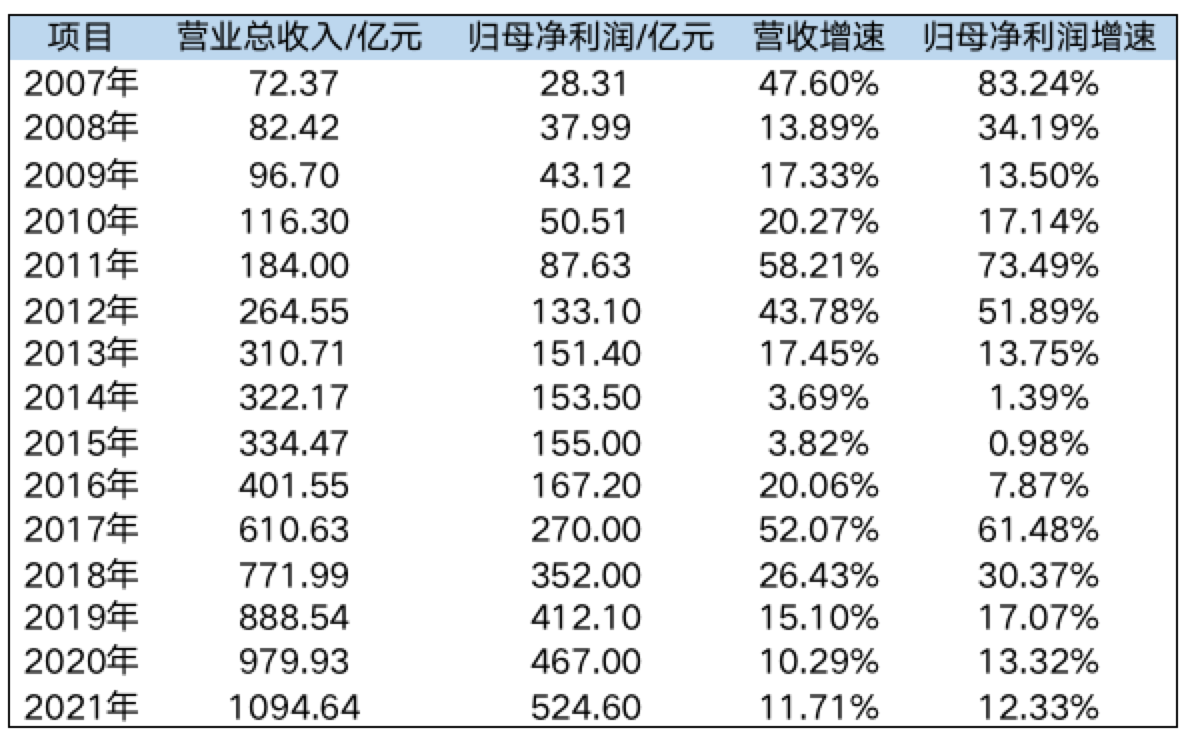 项目 营业总收入/亿元 归母净利润/亿元 营收增速 归母净利润增速
2007年 72.37 28.31 47.60% 83.24%
2008年 82.42 37.99 13.89% 34.19%
2009年 96.70 43.12 17.33% 13.50%
2010年 116.30 50.51 20.27% 17.14%
2011年 184.00 87.63 58.21% 73.49%
2012年 264.55 133.10 43.78% 51.89%
2013年 310.71 151.40 17.45% 13.75%
2014年 322.17 153.50 3.69% 1.39%
2015年 334.47 155.00 3.82% 0.98%
2016年 401.55 167.20 20.06% 7.87%
2017年 610.63 270.00 52.07% 61.48%
2018年 771.99 352.00 26.43% 30.37%
2019年 888.54 412.10 15.10% 17.07%
2020年 979.93 467.00 10.29% 13.32%
2021年 1094.64 524.60 11.71% 12.33%